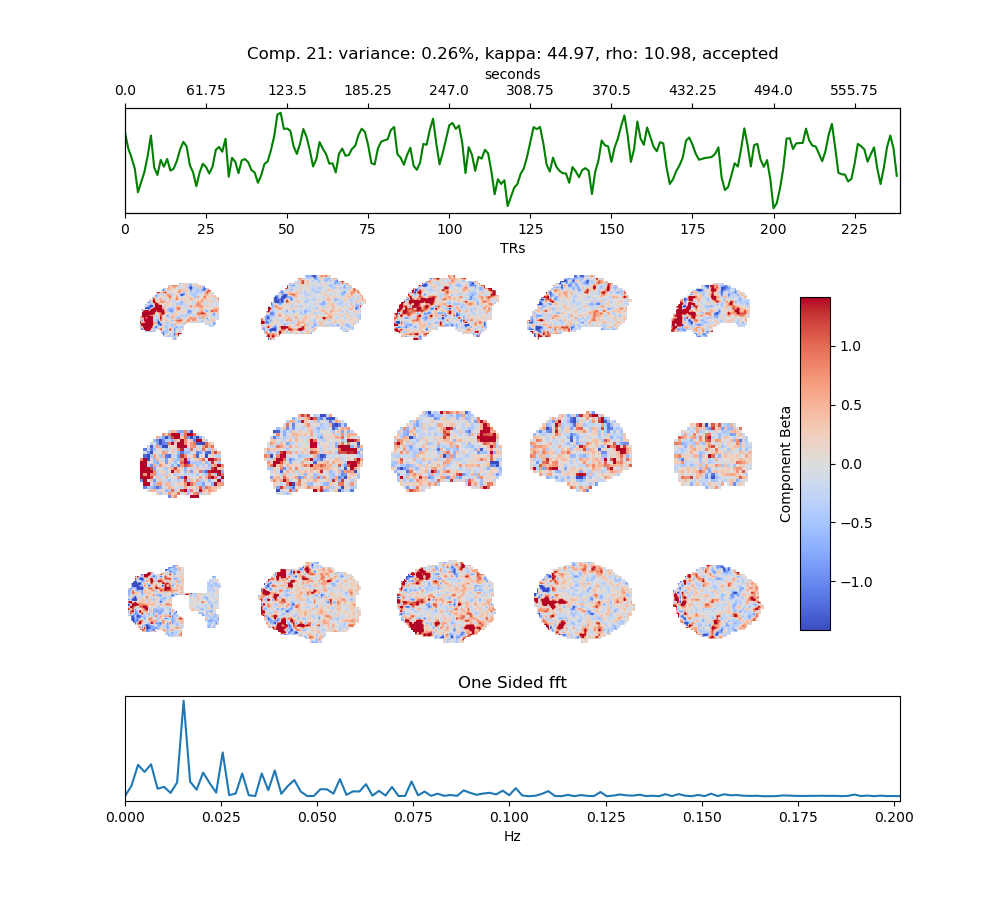 Comp. 21: variance: 0.26%, kappa: 44.97, rho: 10.98, accepted
seconds
0.0 61.75 123.5 185.25 247.0 308.75 370.5 432.25 494.0 555.75
0 25 50 75 100 125 150 175 200 225
TRs
1.0
0.5
0.0
−0.5
−1.0
Component Beta
One Sided fft
0.000 0.025 0.050 0.075 0.100 0.125 0.150 0.175 0.200
Hz